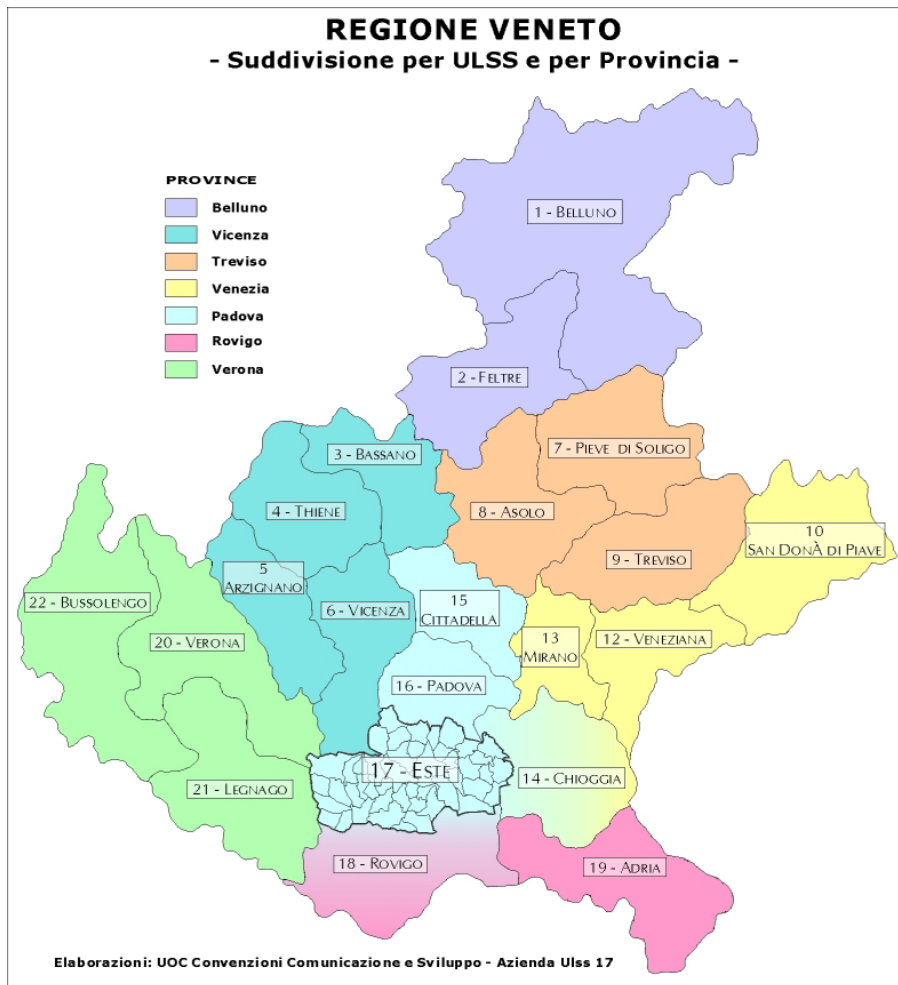 REGIONE VENETO
- Suddivisione per ULSS e per Provincia -
PROVINCE
Belluno
Vicenza
Treviso
Venezia
Padova
Rovigo
Verona
1 - BELLUNO
2 - FELTRE
3 - BASSANO
7 - PIEVE DI SOLIGO
4 - THIENE
8 - ASOLO
10
SAN DONÀ DI PIAVE
9 - TREVISO
5
ARZIGNANO
22 - BUSSOLENGO
6 - VICENZA
15
CITTADELLA
20 - VERONA
13
MIRANO
12 - VENEZIANA
16 - PADOVA
17 - ESTE
14 - CHIOGGIA
21 - LEGNAGO
18 - ROVIGO
19 - ADRIA
Elaborazioni: UOC Convenzioni Comunicazione e Sviluppo - Azienda Ulss 17